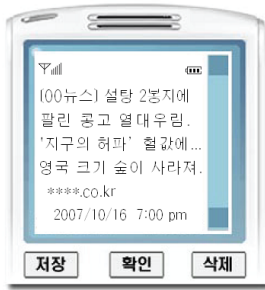 [00뉴스] 설탕 2봉지에
팔린 콩고 열대우림.
'지구의 허파' 헐값에...
영국 크기 숲이 사라져.
****.co.kr
2007/10/16 7:00 pm
저장 확인 삭제